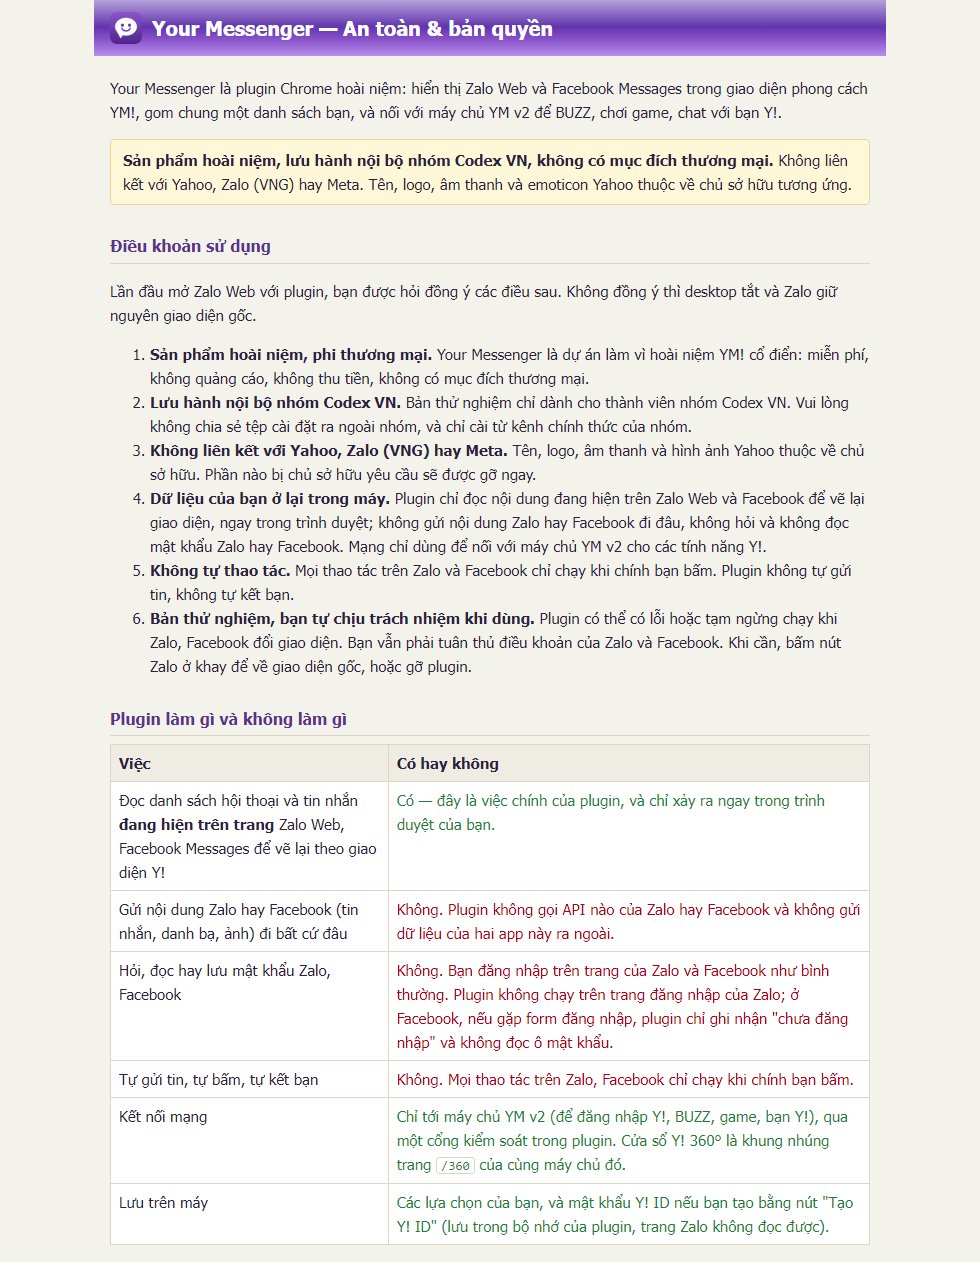 Your Messenger — An toàn & bản quyền
Your Messenger là plugin Chrome hoài niệm: hiển thị Zalo Web và Facebook Messages trong giao diện phong cách
YM!, gom chung một danh sách bạn, và nối với máy chủ YM v2 để BUZZ, chơi game, chat với bạn Y!.
Sản phẩm hoài niệm, lưu hành nội bộ nhóm Codex VN, không có mục đích thương mại. Không liên
kết với Yahoo, Zalo (VNG) hay Meta. Tên, logo, âm thanh và emoticon Yahoo thuộc về chủ sở hữu tương ứng.
Điều khoản sử dụng
Lần đầu mở Zalo Web với plugin, bạn được hỏi đồng ý các điều sau. Không đồng ý thì desktop tắt và Zalo giữ
nguyên giao diện gốc.
1. Sản phẩm hoài niệm, phi thương mại. Your Messenger là dự án làm vì hoài niệm YM! cổ điển: miễn phí,
không quảng cáo, không thu tiền, không có mục đích thương mại.
2. Lưu hành nội bộ nhóm Codex VN. Bản thử nghiệm chỉ dành cho thành viên nhóm Codex VN. Vui lòng
không chia sẻ tệp cài đặt ra ngoài nhóm, và chỉ cài từ kênh chính thức của nhóm.
3. Không liên kết với Yahoo, Zalo (VNG) hay Meta. Tên, logo, âm thanh và hình ảnh Yahoo thuộc về chủ
sở hữu. Phần nào bị chủ sở hữu yêu cầu sẽ được gỡ ngay.
4. Dữ liệu của bạn ở lại trong máy. Plugin chỉ đọc nội dung đang hiện trên Zalo Web và Facebook để vẽ lại
giao diện, ngay trong trình duyệt; không gửi nội dung Zalo hay Facebook đi đâu, không hỏi và không đọc
mật khẩu Zalo hay Facebook. Mạng chỉ dùng để nối với máy chủ YM v2 cho các tính năng Y!.
5. Không tự thao tác. Mọi thao tác trên Zalo và Facebook chỉ chạy khi chính bạn bấm. Plugin không tự gửi
tin, không tự kết bạn.
6. Bản thử nghiệm, bạn tự chịu trách nhiệm khi dùng. Plugin có thể có lỗi hoặc tạm ngừng chạy khi
Zalo, Facebook đổi giao diện. Bạn vẫn phải tuân thủ điều khoản của Zalo và Facebook. Khi cần, bấm nút
Zalo ở khay để về giao diện gốc, hoặc gỡ plugin.
Plugin làm gì và không làm gì
Việc
Có hay không
Đọc danh sách hội thoại và tin nhắn
đang hiện trên trang Zalo Web,
Facebook Messages để vẽ lại theo giao
diện Y!
Có — đây là việc chính của plugin, và chỉ xảy ra ngay trong trình
duyệt của bạn.
Gửi nội dung Zalo hay Facebook (tin
nhắn, danh bạ, ảnh) đi bất cứ đâu
Không. Plugin không gọi API nào của Zalo hay Facebook và không gửi
dữ liệu của hai app này ra ngoài.
Hỏi, đọc hay lưu mật khẩu Zalo,
Facebook
Không. Bạn đăng nhập trên trang của Zalo và Facebook như bình
thường. Plugin không chạy trên trang đăng nhập của Zalo; ở
Facebook, nếu gặp form đăng nhập, plugin chỉ ghi nhận "chưa đăng
nhập" và không đọc ô mật khẩu.
Tự gửi tin, tự bấm, tự kết bạn
Không. Mọi thao tác trên Zalo, Facebook chỉ chạy khi chính bạn bấm.
Kết nối mạng
Chỉ tới máy chủ YM v2 (để đăng nhập Y!, BUZZ, game, bạn Y!), qua
một cổng kiểm soát trong plugin. Cửa sổ Y! 360° là khung nhúng
trang /360 của cùng máy chủ đó.
Lưu trên máy
Các lựa chọn của bạn, và mật khẩu Y! ID nếu bạn tạo bằng nút "Tạo
Y! ID" (lưu trong bộ nhớ của plugin, trang Zalo không đọc được).